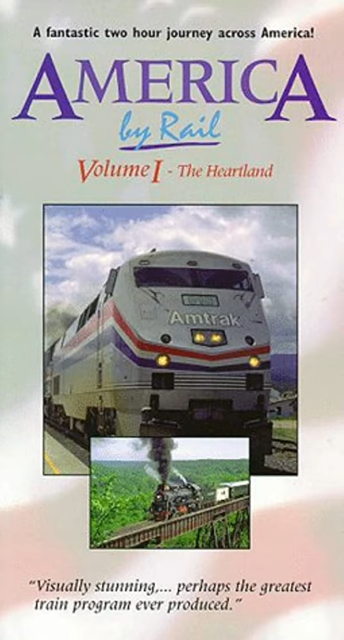 A fantastic two hour journey across America!
AMERICA
by Rail
Volume I - The Heartland
Amtrak
"Visually stunning,... perhaps the greatest
train program ever produced."